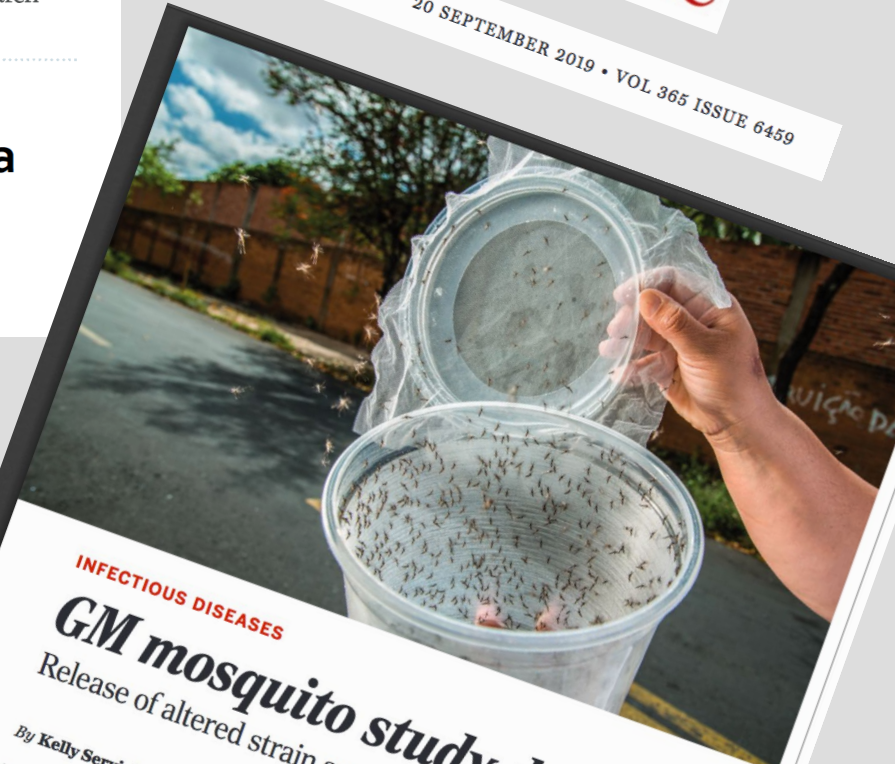 a
20 SEPTEMBER 2019 • VOL 365 ISSUE 6459
INFECTIOUS DISEASES
GM mosquito study
Release of altered strain
By Kelly